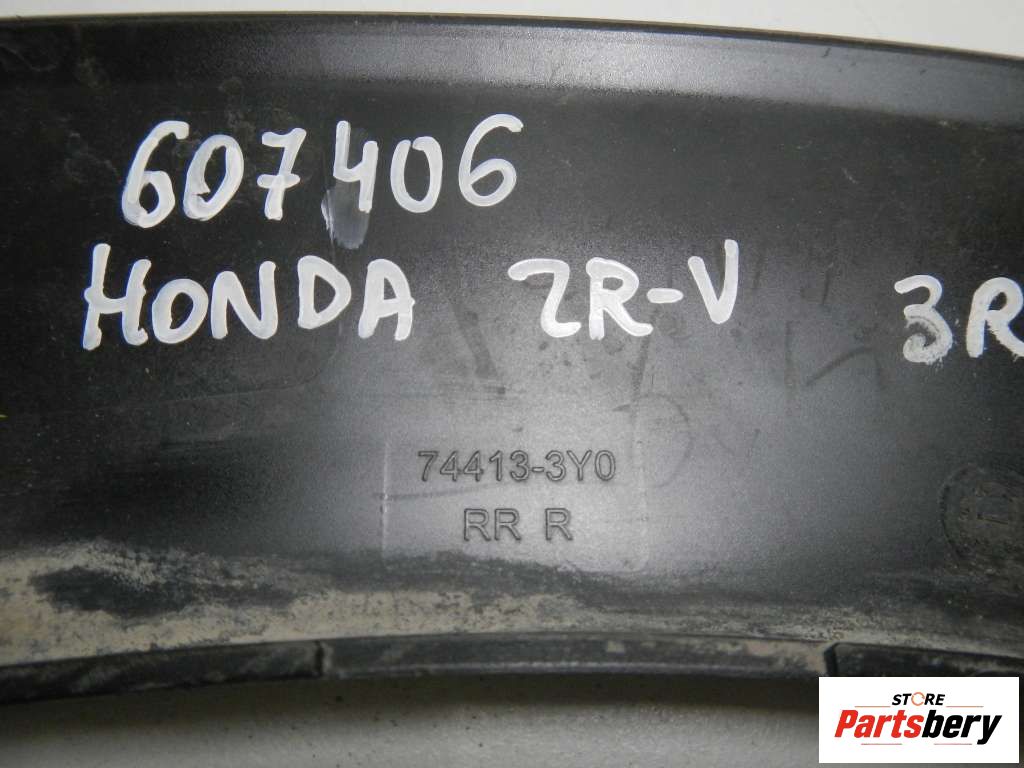 607406
HONDA ZR-V 3R
74413-3Y0
RR R
STORE
Partsbery